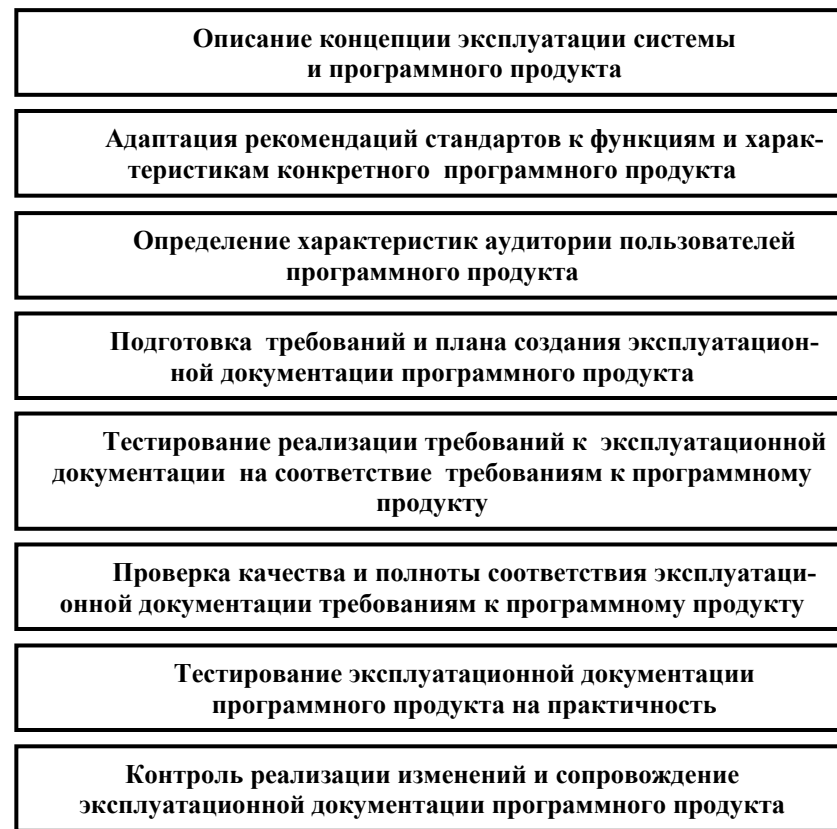 Описание концепции эксплуатации системы
и программного продукта
Адаптация рекомендаций стандартов к функциям и харак-
теристикам конкретного программного продукта
Определение характеристик аудитории пользователей
программного продукта
Подготовка требований и плана создания эксплуатацион-
ной документации программного продукта
Тестирование реализации требований к эксплуатационной
документации на соответствие требованиям к программному
продукту
Проверка качества и полноты соответствия эксплуатаци-
онной документации требованиям к программному продукту
Тестирование эксплуатационной документации
программного продукта на практичность
Контроль реализации изменений и сопровождение
эксплуатационной документации программного продукта